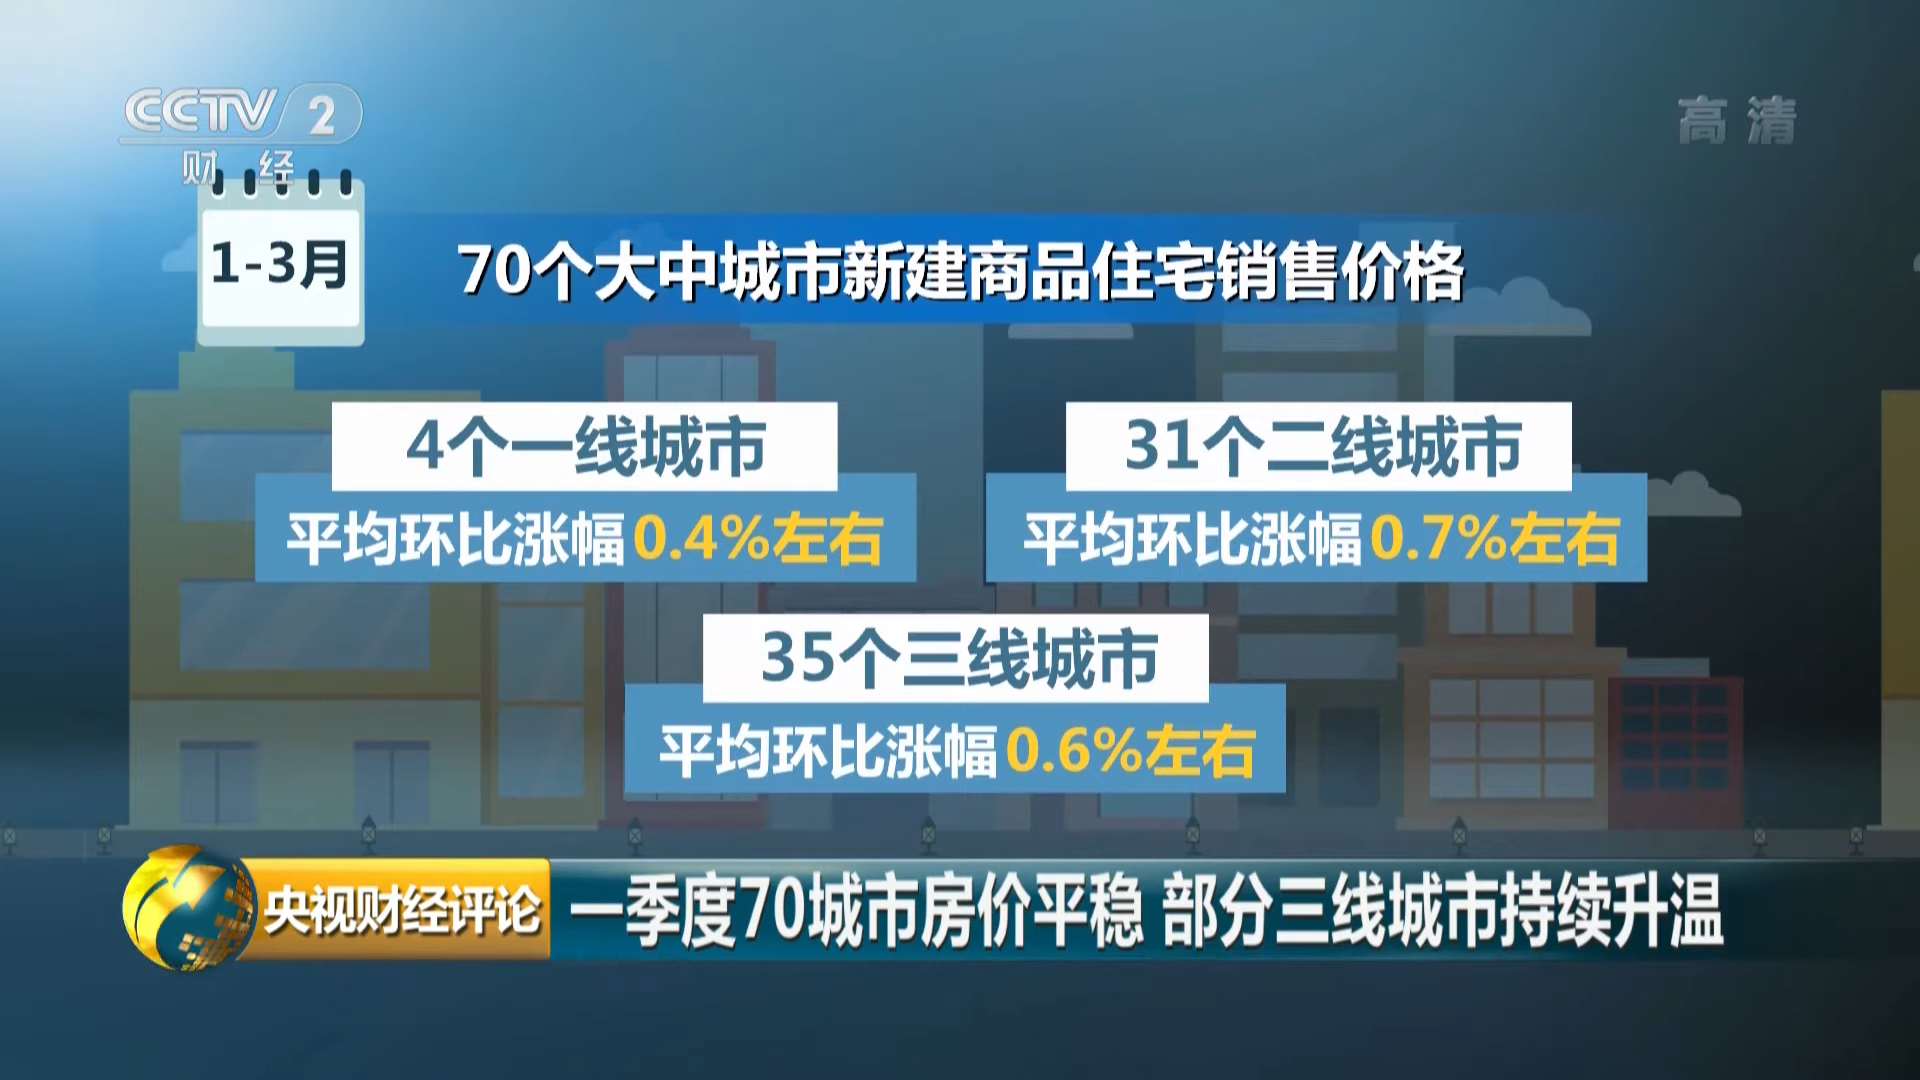 CCTV 2
财 经
高 清
1-3月
70个大中城市新建商品住宅销售价格
4个一线城市
平均环比涨幅0.4%左右
31个二线城市
平均环比涨幅0.7%左右
35个三线城市
平均环比涨幅0.6%左右
央视财经评论
一季度70城市房价平稳 部分三线城市持续升温